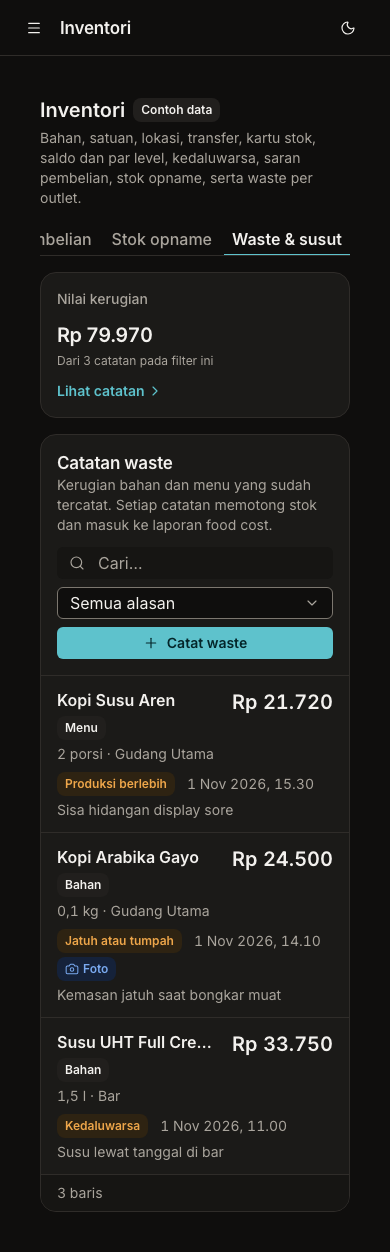 Inventori
Inventori
Contoh data
Bahan, satuan, lokasi, transfer, kartu stok,
saldo dan par level, kedaluwarsa, saran
pembelian, stok opname, serta waste per
outlet.
nbelian Stok opname Waste & susut
Nilai kerugian
Rp 79.970
Dari 3 catatan pada filter ini
Lihat catatan
Catatan waste
Kerugian bahan dan menu yang sudah
tercatat. Setiap catatan memotong stok
dan masuk ke laporan food cost.
Cari...
Semua alasan
Catat waste
Kopi Susu Aren Rp 21.720
Menu
2 porsi · Gudang Utama
Produksi berlebih 1 Nov 2026, 15.30
Sisa hidangan display sore
Kopi Arabika Gayo Rp 24.500
Bahan
0,1 kg · Gudang Utama
Jatuh atau tumpah 1 Nov 2026, 14.10
Foto
Kemasan jatuh saat bongkar muat
Susu UHT Full Cre... Rp 33.750
Bahan
1,5 l · Bar
Kedaluwarsa 1 Nov 2026, 11.00
Susu lewat tanggal di bar
3 baris